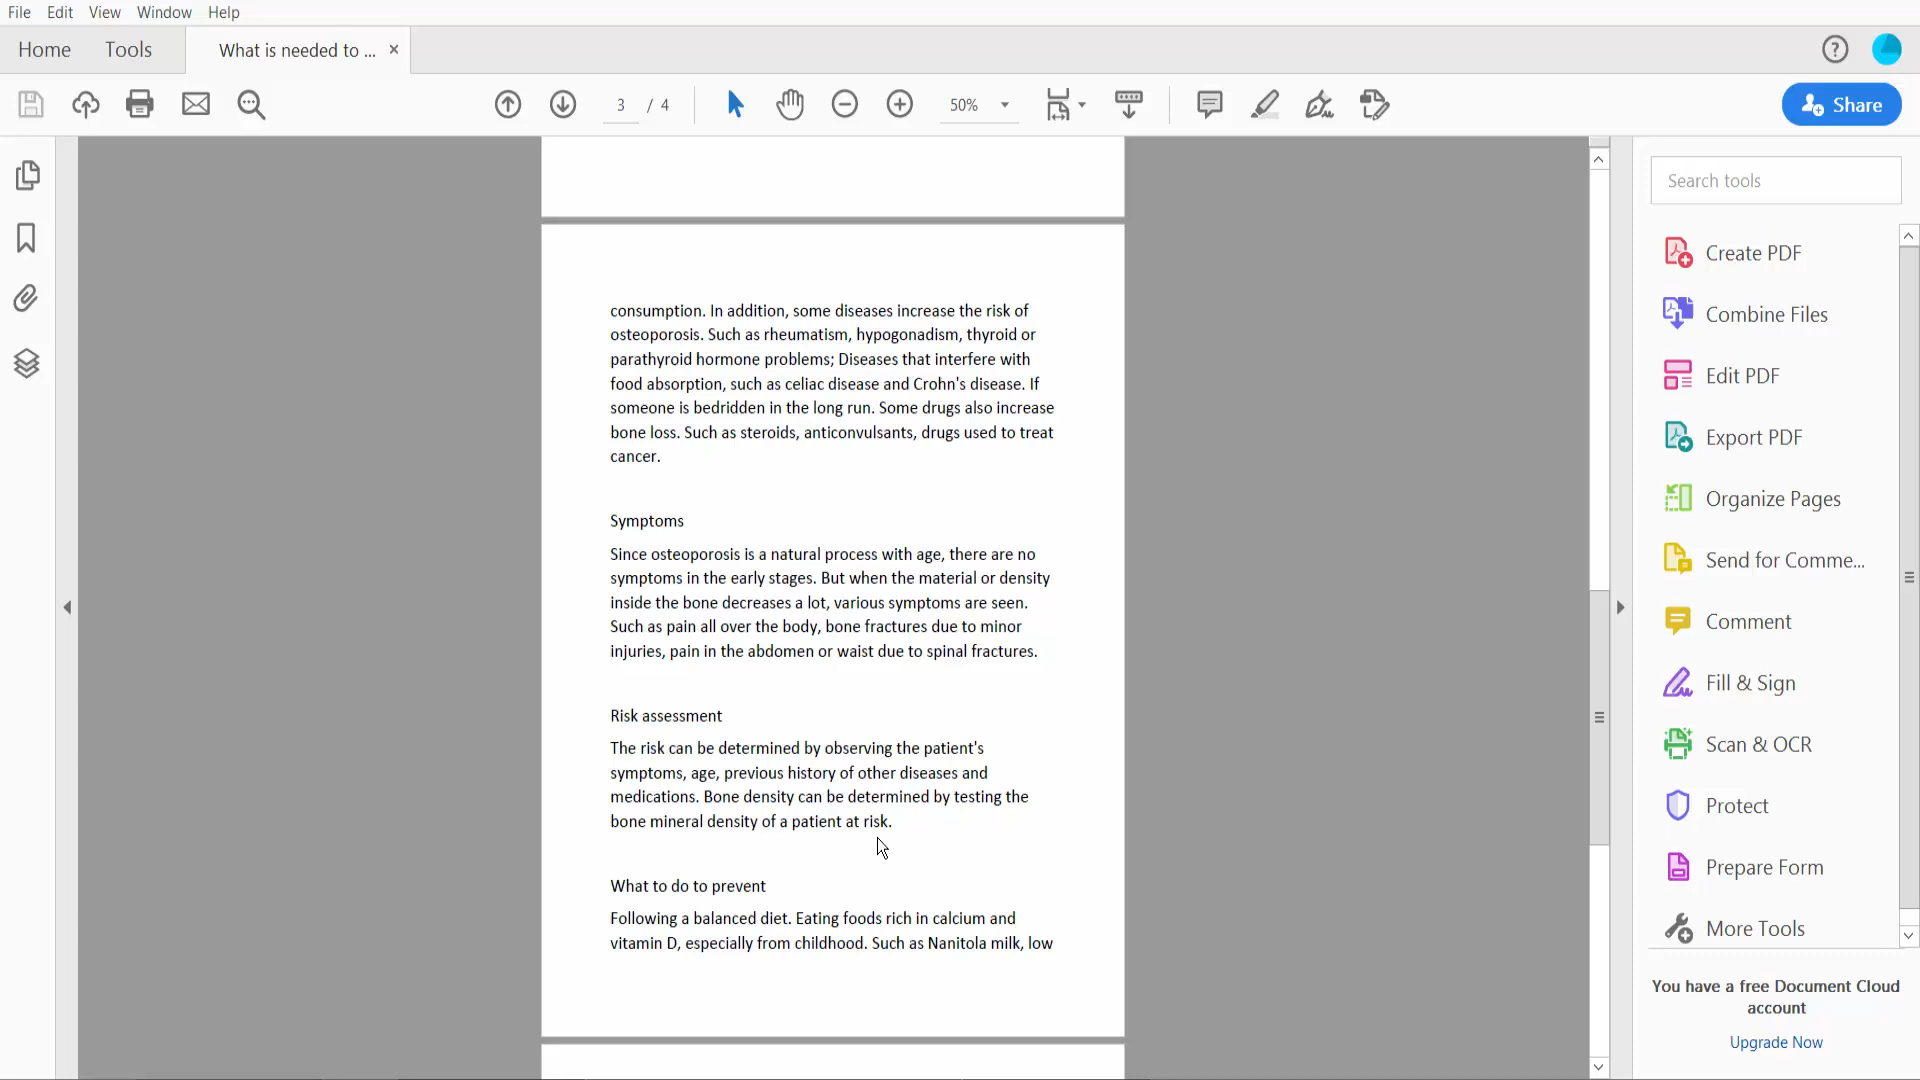 File Edit View Window Help
Home Tools What is needed to ... ×
3 / 4 50% Share
Search tools
Create PDF
Combine Files
Edit PDF
Export PDF
Organize Pages
Send for Comme...
Comment
Fill & Sign
Scan & OCR
Protect
Prepare Form
More Tools
You have a free Document Cloud
account
Upgrade Now
consumption. In addition, some diseases increase the risk of
osteoporosis. Such as rheumatism, hypogonadism, thyroid or
parathyroid hormone problems; Diseases that interfere with
food absorption, such as celiac disease and Crohn's disease. If
someone is bedridden in the long run. Some drugs also increase
bone loss. Such as steroids, anticonvulsants, drugs used to treat
cancer.
Symptoms
Since osteoporosis is a natural process with age, there are no
symptoms in the early stages. But when the material or density
inside the bone decreases a lot, various symptoms are seen.
Such as pain all over the body, bone fractures due to minor
injuries, pain in the abdomen or waist due to spinal fractures.
Risk assessment
The risk can be determined by observing the patient's
symptoms, age, previous history of other diseases and
medications. Bone density can be determined by testing the
bone mineral density of a patient at risk.
What to do to prevent
Following a balanced diet. Eating foods rich in calcium and
vitamin D, especially from childhood. Such as Nanitola milk, low